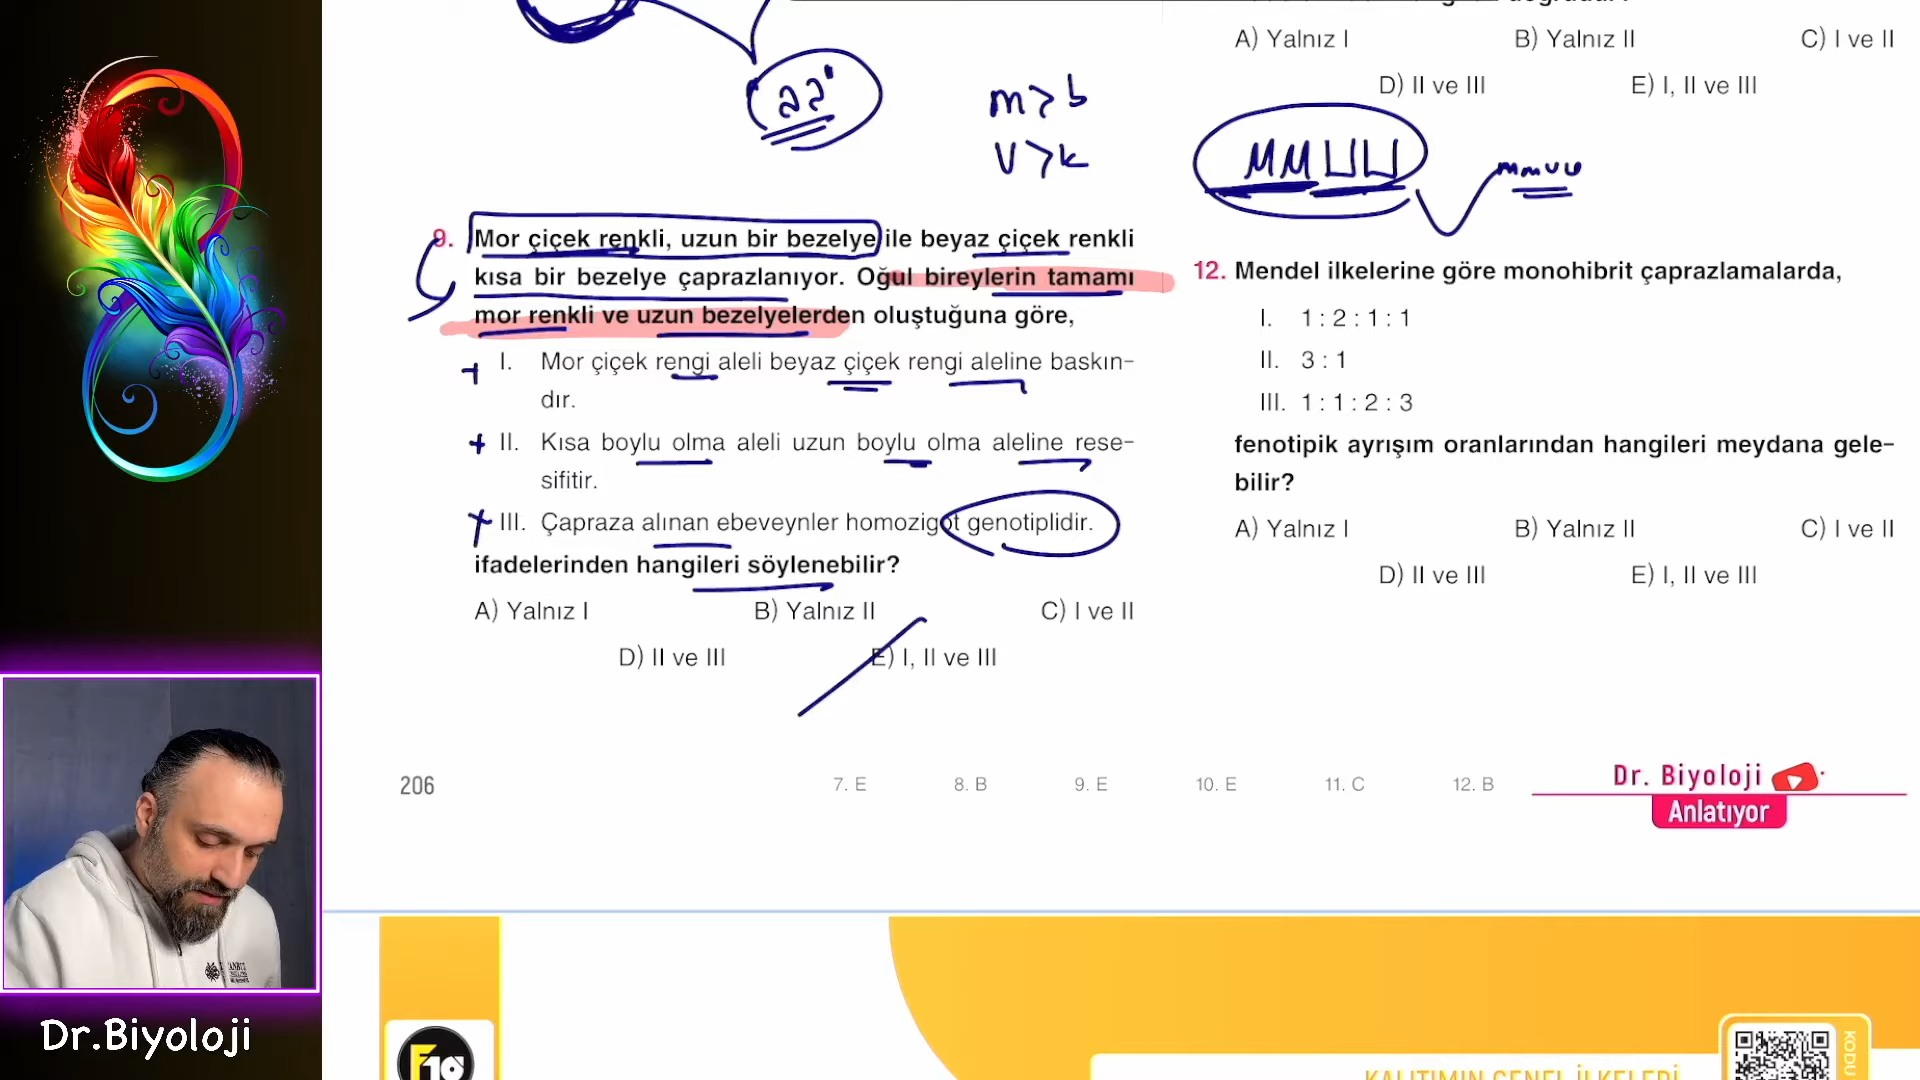 A) Yalnız I B) Yalnız II C) I ve II
D) II ve III E) I, II ve III
m > b
U > k
MMUU
mmuu
9. Mor çiçek renkli, uzun bir bezelye ile beyaz çiçek renkli
kısa bir bezelye çaprazlanıyor. Oğul bireylerin tamamı
mor renkli ve uzun bezelyelerden oluştuğuna göre,
I. Mor çiçek rengi aleli beyaz çiçek rengi aleline baskın-
dır.
II. Kısa boylu olma aleli uzun boylu olma aleline rese-
sifitir.
III. Çapraza alınan ebeveynler homozigot genotiplidir.
ifadelerinden hangileri söylenebilir?
A) Yalnız I B) Yalnız II C) I ve II
D) II ve III E) I, II ve III
12. Mendel ilkelerine göre monohibrit çaprazlamalarda,
I. 1 : 2 : 1 : 1
II. 3 : 1
III. 1 : 1 : 2 : 3
fenotipik ayrışım oranlarından hangileri meydana gele-
bilir?
A) Yalnız I B) Yalnız II C) I ve II
D) II ve III E) I, II ve III
206 7. E 8. B 9. E 10. E 11. C 12. B
Dr. Biyoloji
Anlatıyor
Dr.Biyoloji